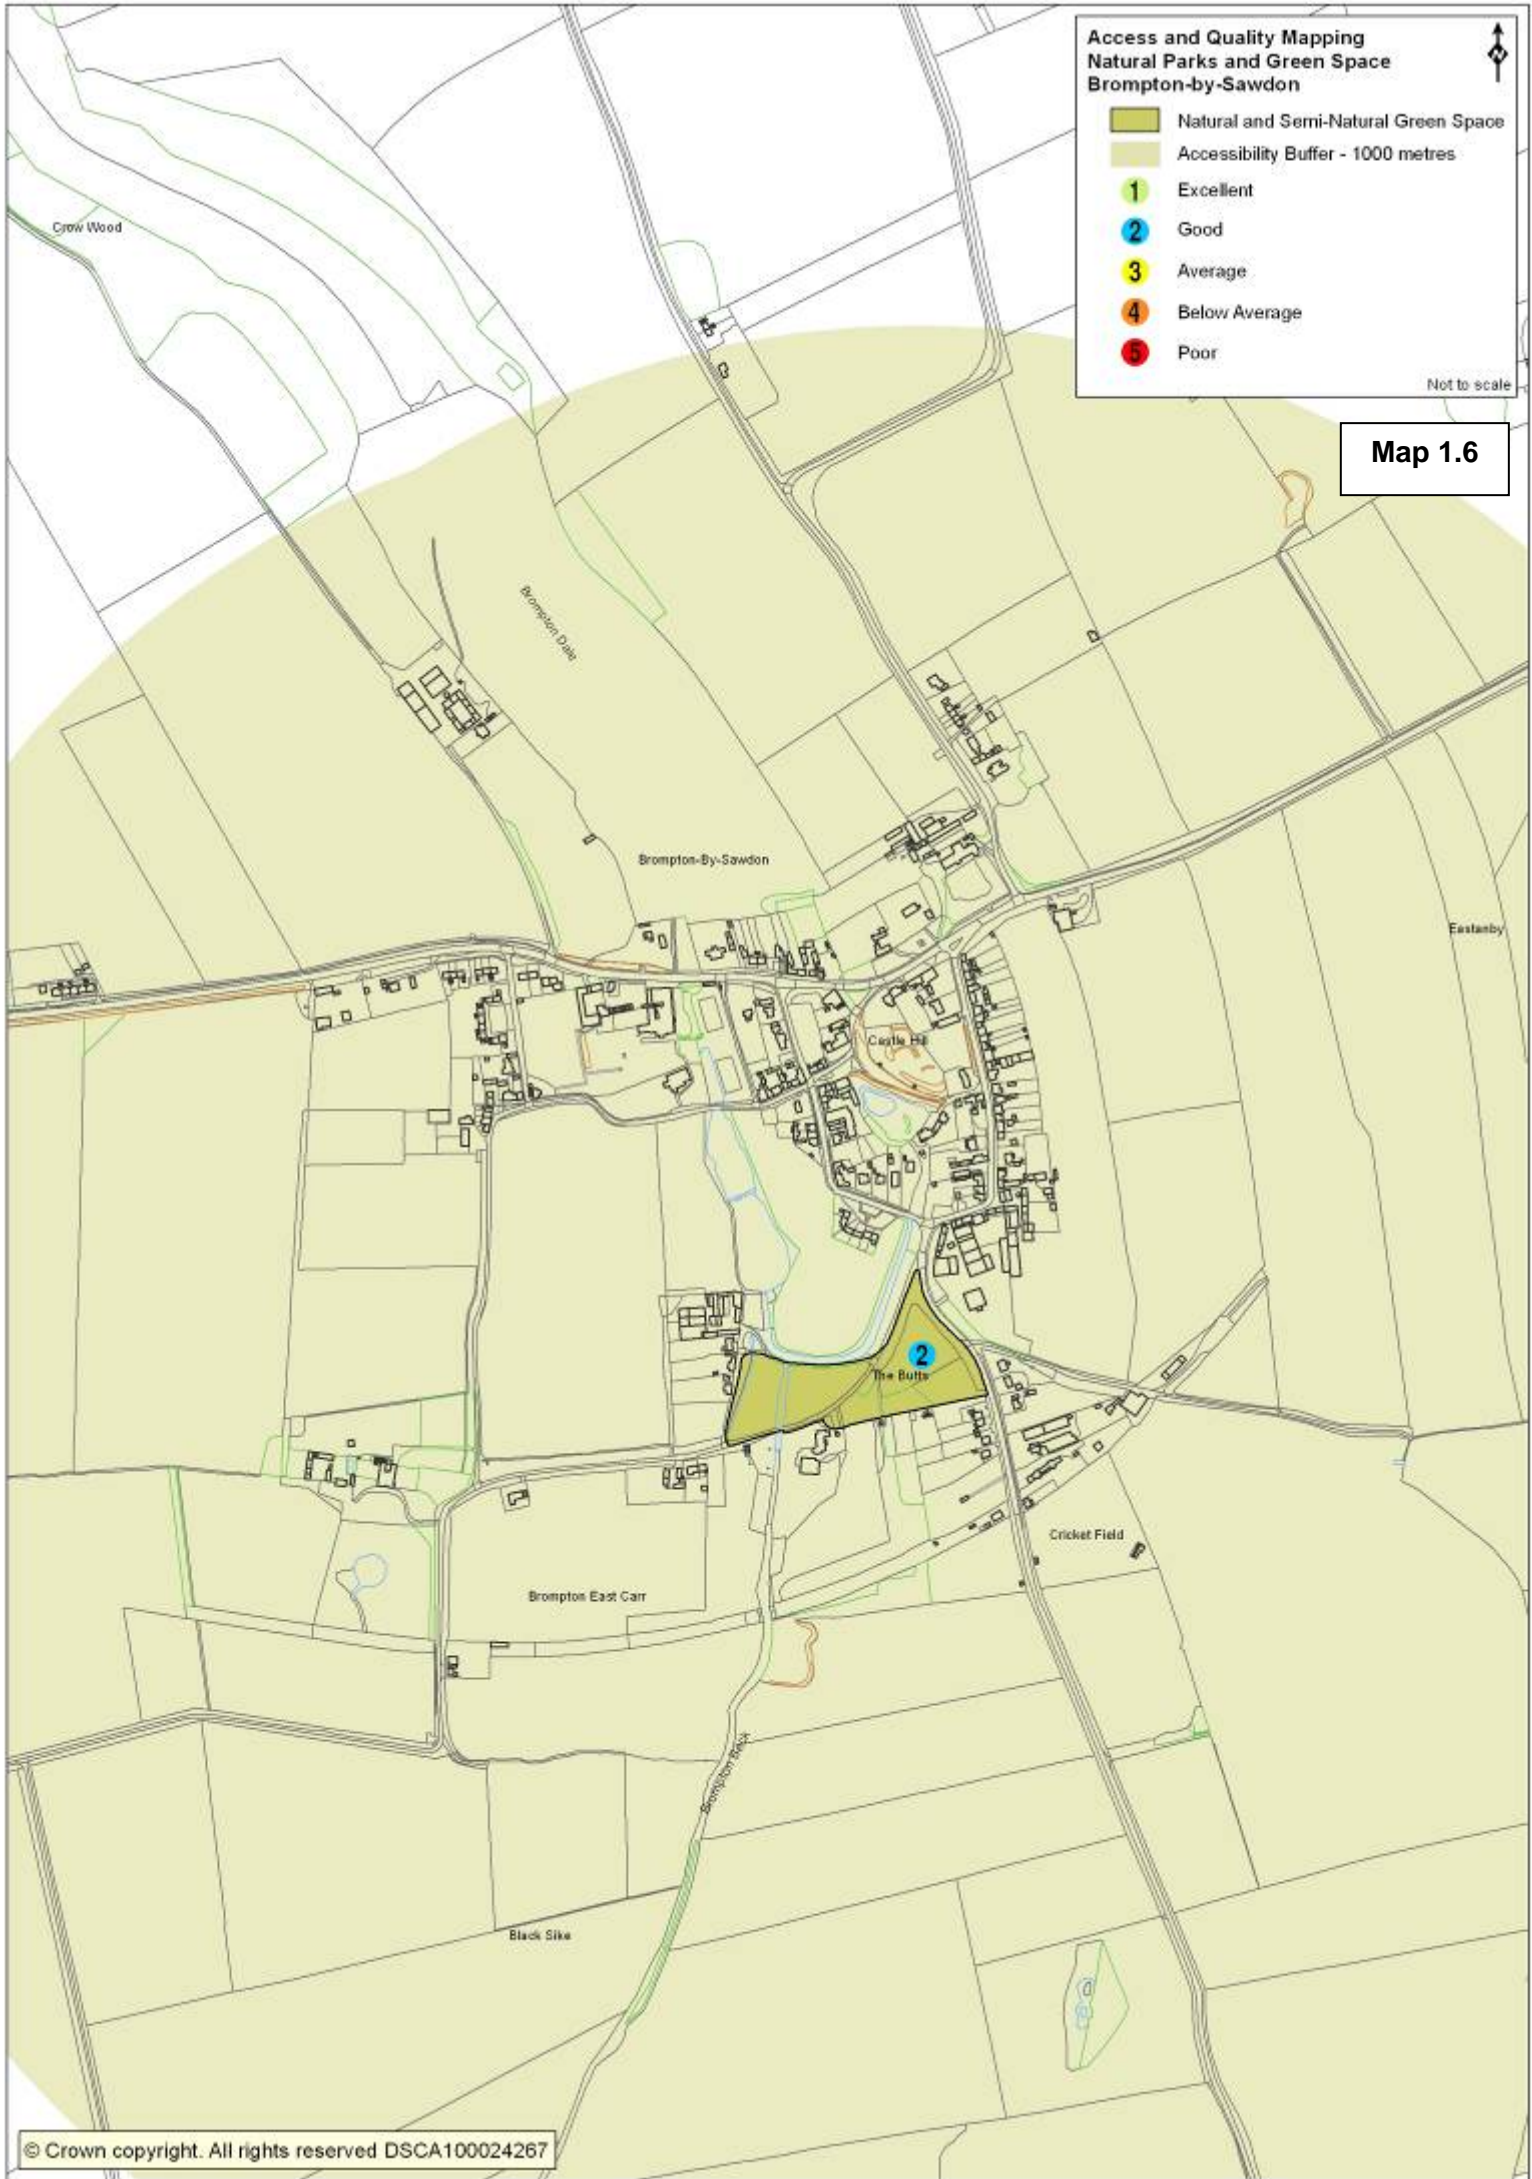 Access and Quality Mapping
Natural Parks and Green Space
Brompton-by-Sawdon
N
Natural and Semi-Natural Green Space
Accessibility Buffer - 1000 metres
1 Excellent
2 Good
3 Average
4 Below Average
5 Poor
Not to scale
Map 1.6
Crow Wood
Brompton Dale
Brompton-By-Sawdon
Eastanby
Castle Hill
2
The Butts
Cricket Field
Brompton East Carr
Brompton Beck
Black Sike
© Crown copyright. All rights reserved DSCA100024267